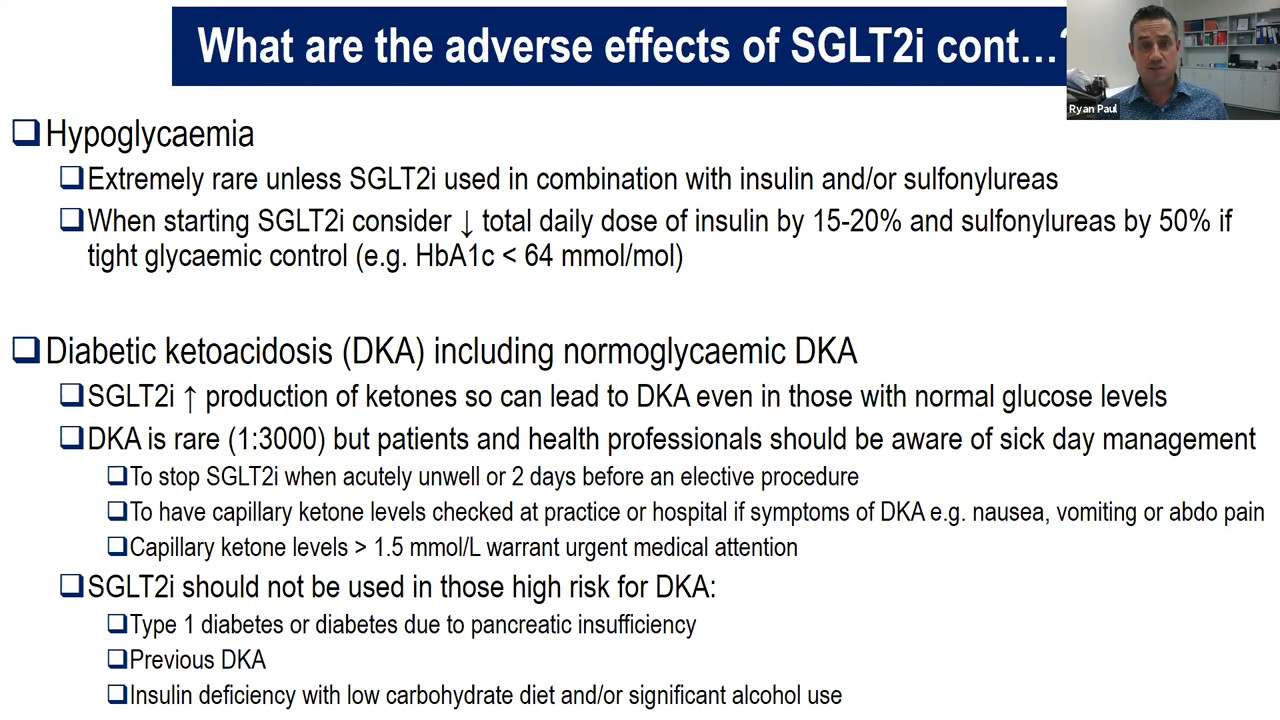 What are the adverse effects of SGLT2i cont…?
Ryan Paul
Hypoglycaemia
Extremely rare unless SGLT2i used in combination with insulin and/or sulfonylureas
When starting SGLT2i consider ↓ total daily dose of insulin by 15-20% and sulfonylureas by 50% if
tight glycaemic control (e.g. HbA1c < 64 mmol/mol)
Diabetic ketoacidosis (DKA) including normoglycaemic DKA
SGLT2i ↑ production of ketones so can lead to DKA even in those with normal glucose levels
DKA is rare (1:3000) but patients and health professionals should be aware of sick day management
To stop SGLT2i when acutely unwell or 2 days before an elective procedure
To have capillary ketone levels checked at practice or hospital if symptoms of DKA e.g. nausea, vomiting or abdo pain
Capillary ketone levels > 1.5 mmol/L warrant urgent medical attention
SGLT2i should not be used in those high risk for DKA:
Type 1 diabetes or diabetes due to pancreatic insufficiency
Previous DKA
Insulin deficiency with low carbohydrate diet and/or significant alcohol use